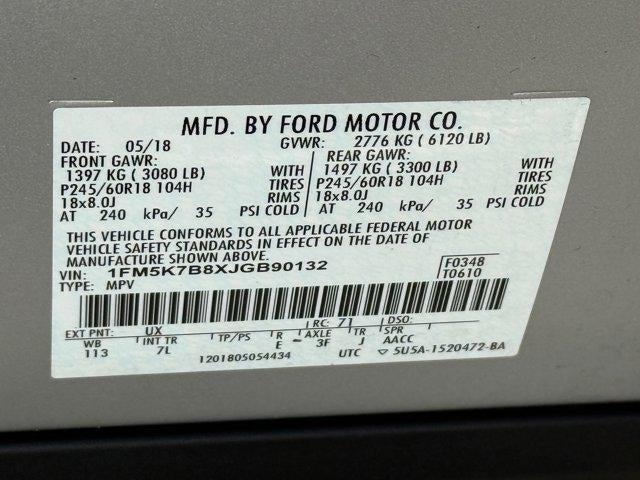 MFD. BY FORD MOTOR CO.
DATE: 05/18 GVWR: 2776 KG ( 6120 LB)
FRONT GAWR: REAR GAWR:
1397 KG ( 3080 LB) WITH 1497 KG ( 3300 LB) WITH
P245/60R18 104H TIRES P245/60R18 104H TIRES
18x8.0J RIMS 18x8.0J RIMS
AT 240 kPa/ 35 PSI COLD AT 240 kPa/ 35 PSI COLD
THIS VEHICLE CONFORMS TO ALL APPLICABLE FEDERAL MOTOR
VEHICLE SAFETY AND THEFT PREVENTION STANDARDS IN EFFECT ON THE DATE OF
MANUFACTURE SHOWN ABOVE.
VIN: 1FM5K7B8XJGB90132 F0348
TYPE: MPV T0610
EXT PNT: UX RC: 71 DSO:
WB INT TR TP/PS R AXLE TR SPR
113 7L E – 3F J AACC
1201805054434 UTC ▽ 5U5A-1520472-BA